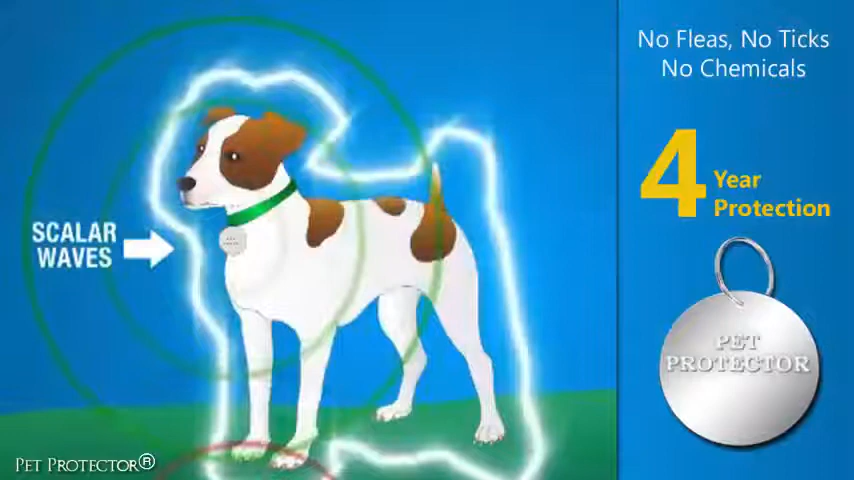 No Fleas, No Ticks
No Chemicals
4 Year
Protection
SCALAR
WAVES
PET
PROTECTOR
PET PROTECTOR®